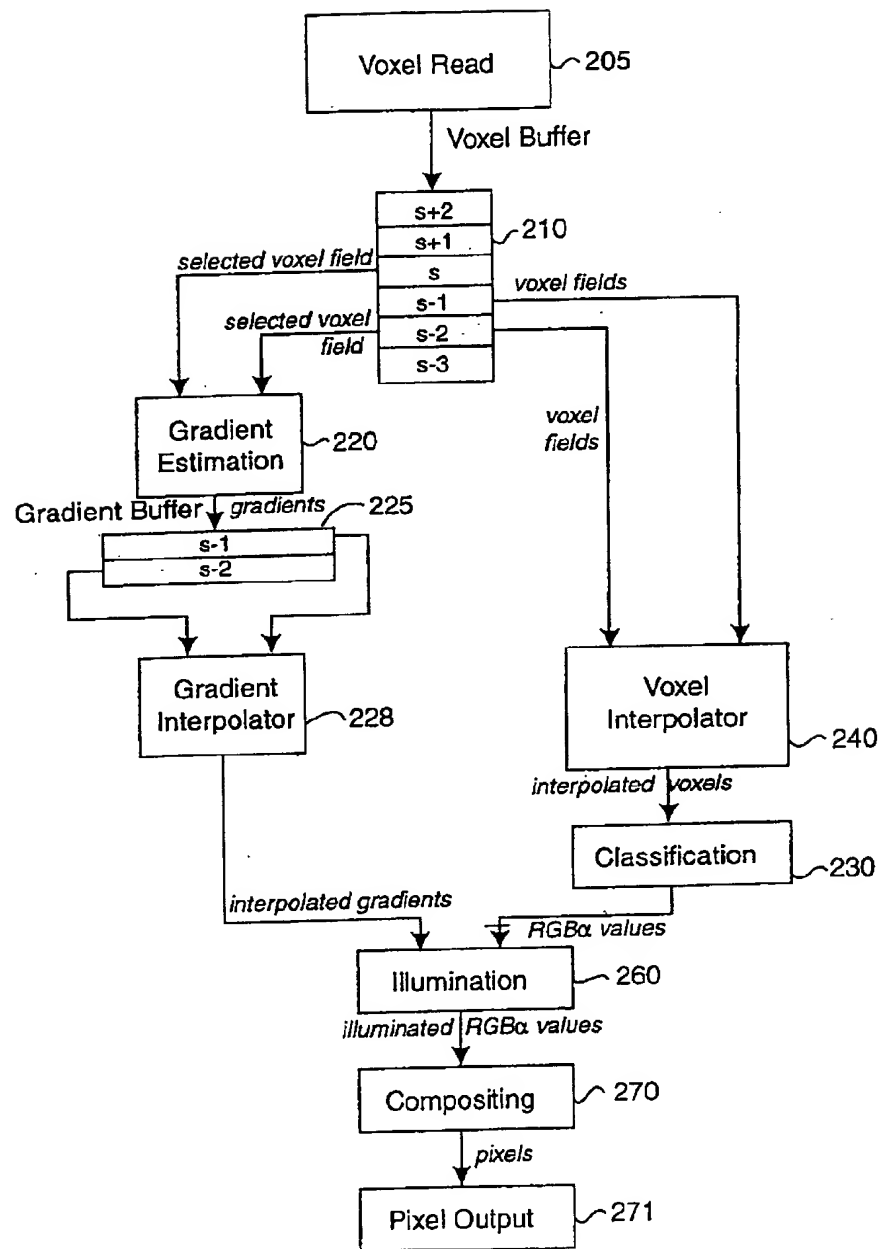 Voxel Read
205
Voxel Buffer
s+2
s+1
210
selected voxel field
s
voxel fields
s-1
selected voxel
field
s-2
s-3
voxel
fields
Gradient
Estimation
220
Gradient Buffer
gradients
225
s-1
s-2
Gradient
Interpolator
228
Voxel
Interpolator
240
interpolated voxels
Classification
230
interpolated gradients
RGBα values
Illumination
260
illuminated RGBα values
Compositing
270
pixels
Pixel Output
271